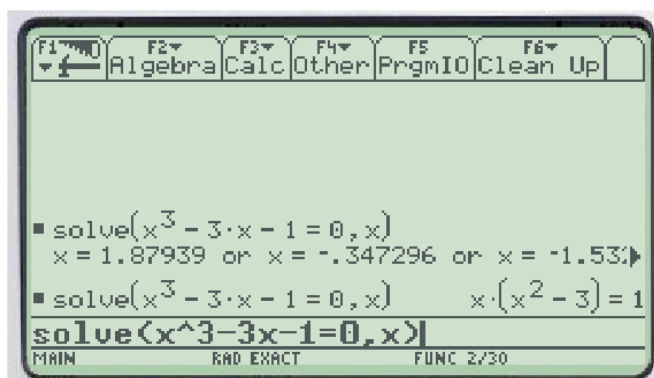 F1 F2 F3 F4 F5 F6
Algebra Calc Other PrgmIO Clean Up
▪ solve(x³ - 3·x - 1 = 0, x)
x = 1.87939 or x = -.347296 or x = -1.532
▪ solve(x³ - 3·x - 1 = 0, x) x·(x² - 3) = 1
solve(x^3-3x-1=0,x)
MAIN RAD EXACT FUNC 2/30